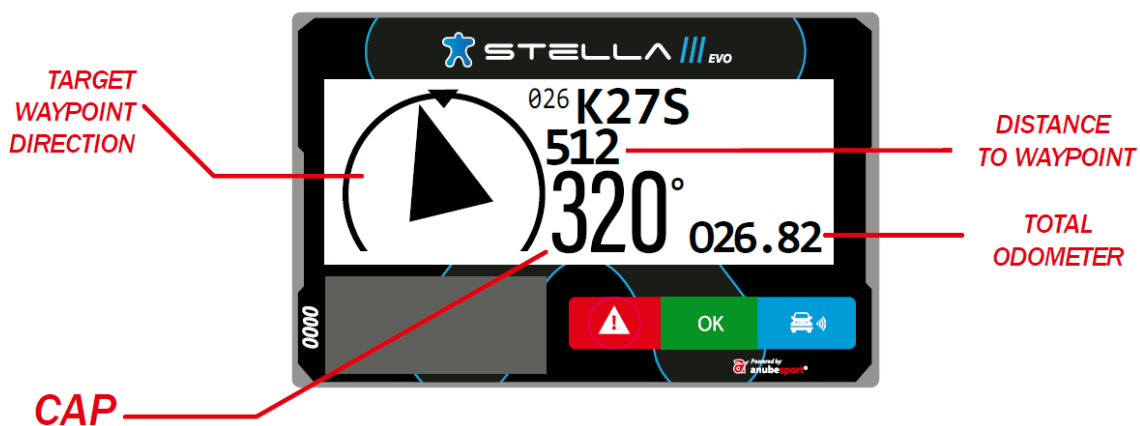 STELLA III EVO
TARGET
WAYPOINT
DIRECTION
026 K27S
512
DISTANCE
TO WAYPOINT
320°
026.82
TOTAL
ODOMETER
0000
OK
Powered by
anubesport®
CAP